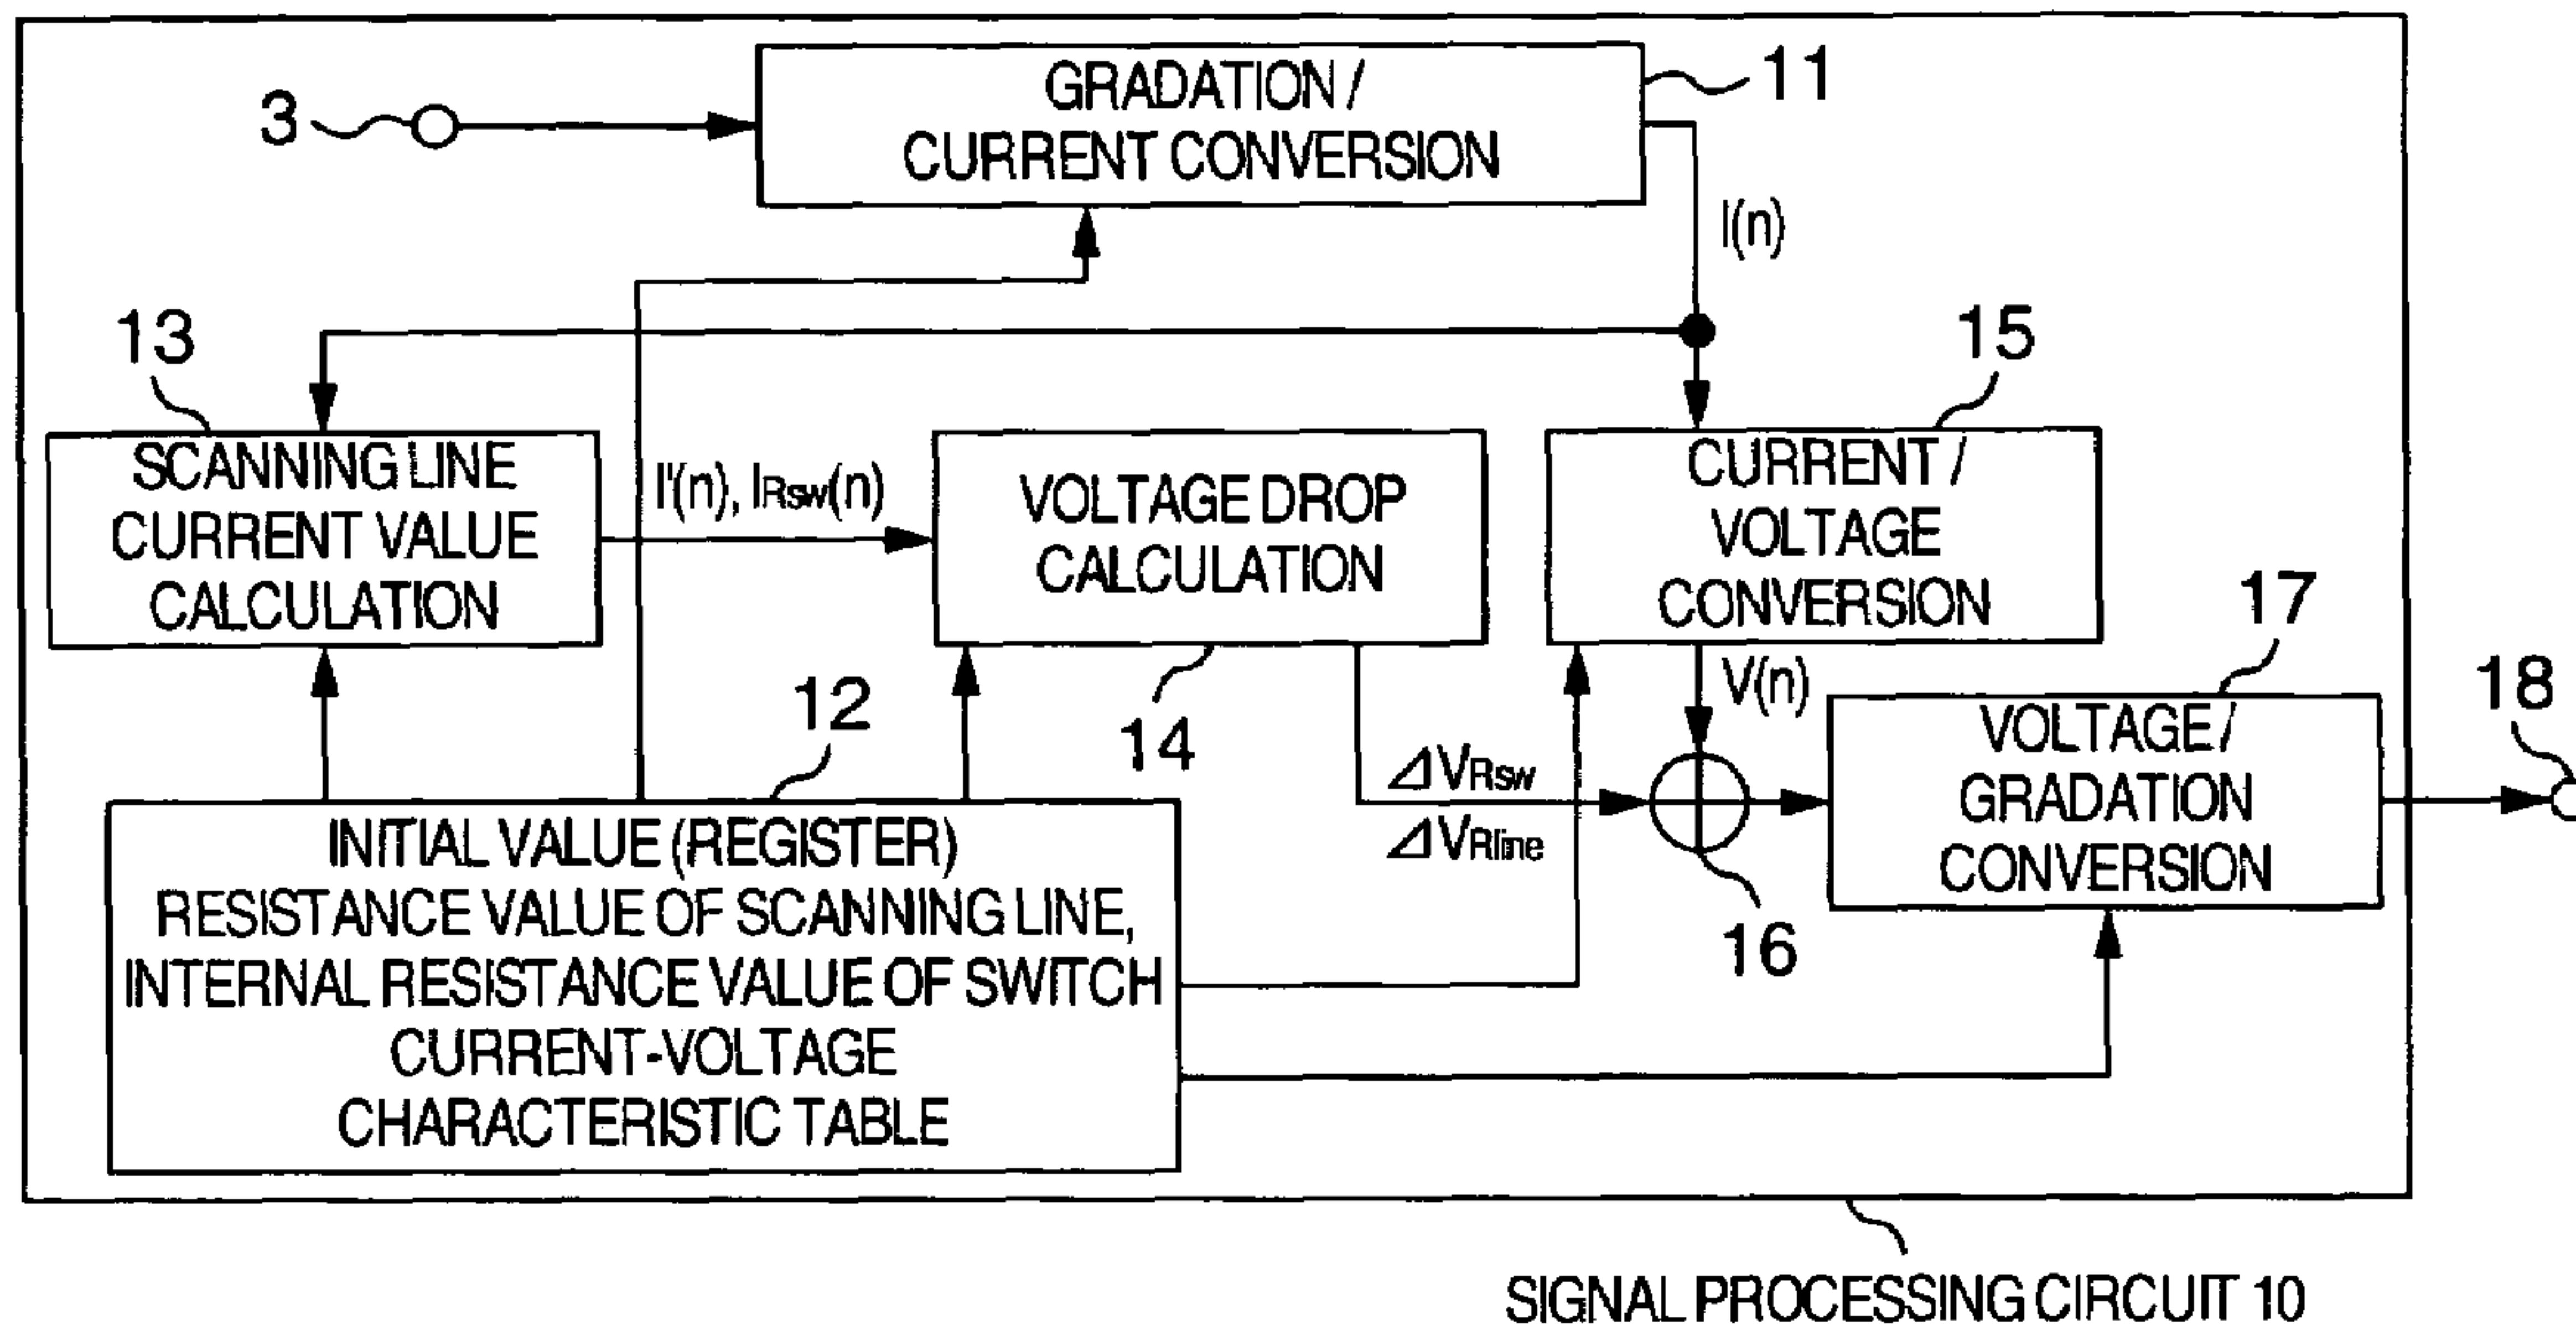 3
GRADATION /
CURRENT CONVERSION
11
I(n)
13
15
SCANNING LINE
CURRENT VALUE
CALCULATION
I'(n), IRsw(n)
VOLTAGE DROP
CALCULATION
CURRENT /
VOLTAGE
CONVERSION
17
18
12
14
V(n)
⊿VRsw
⊿VRline
VOLTAGE /
GRADATION
CONVERSION
16
INITIAL VALUE (REGISTER)
RESISTANCE VALUE OF SCANNING LINE,
INTERNAL RESISTANCE VALUE OF SWITCH
CURRENT-VOLTAGE
CHARACTERISTIC TABLE
SIGNAL PROCESSING CIRCUIT 10